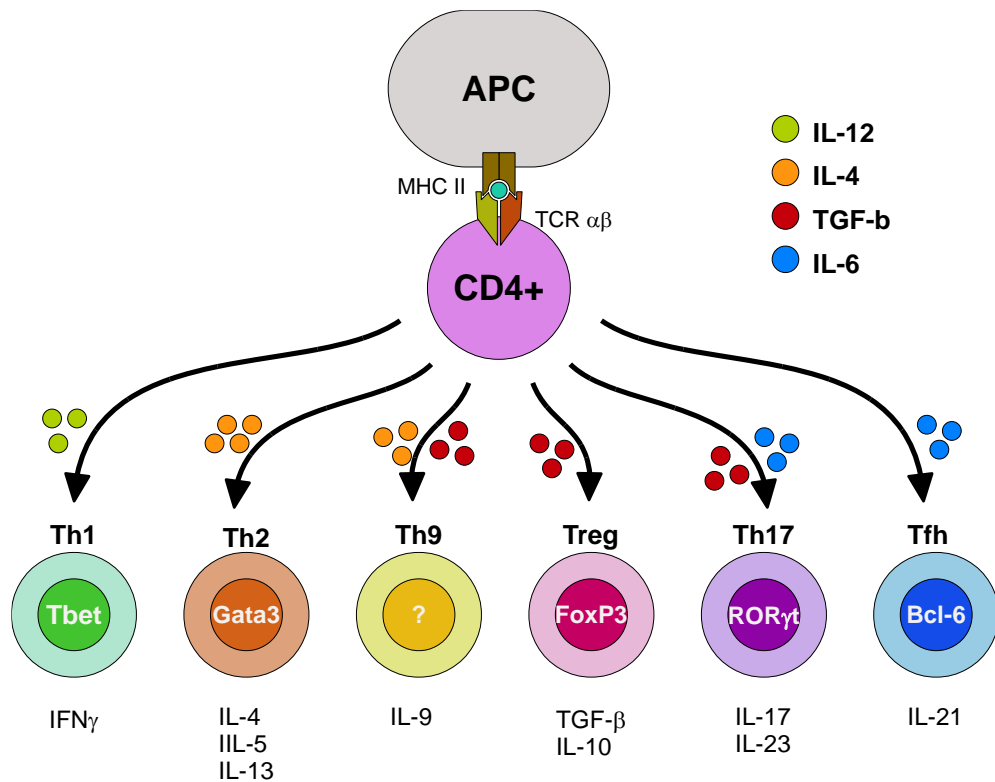 APC
IL-12
IL-4
TGF-b
IL-6
MHC II
TCR αβ
CD4+
Th1
Th2
Th9
Treg
Th17
Tfh
Tbet
Gata3
?
FoxP3
RORγt
Bcl-6
IFNγ
IL-4
IIL-5
IL-13
IL-9
TGF-β
IL-10
IL-17
IL-23
IL-21